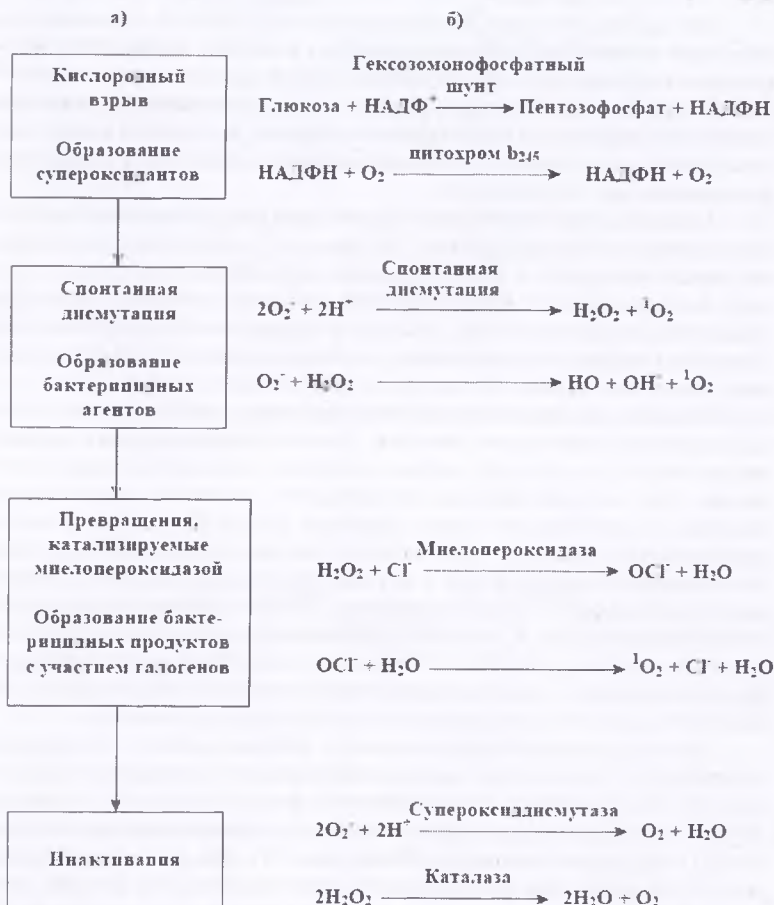 а)
б)
Кислородный
взрыв
Образование
супероксидантов
Гексозомонофосфатный
шунт
Глюкоза + НАДФ⁺ → Пентозофосфат + НАДФН
цитохром b₂₄₅
НАДФН + O₂ → НАДФН + O₂
Спонтанная
дисмутация
Образование
бактерицидных
агентов
Спонтанная
дисмутация
2O₂⁻ + 2H⁺ → H₂O₂ + ¹O₂
O₂⁻ + H₂O₂ → HO + OH⁻ + ¹O₂
Превращения,
катализируемые
миелопероксидазой
Образование бакте-
рицидных продуктов
с участием галогенов
Миелопероксидаза
H₂O₂ + Cl⁻ → OCl⁻ + H₂O
OCl⁻ + H₂O → ¹O₂ + Cl⁻ + H₂O
Инактивация
Супероксиддисмутаза
2O₂⁻ + 2H⁺ → O₂ + H₂O
Каталаза
2H₂O₂ → 2H₂O + O₂